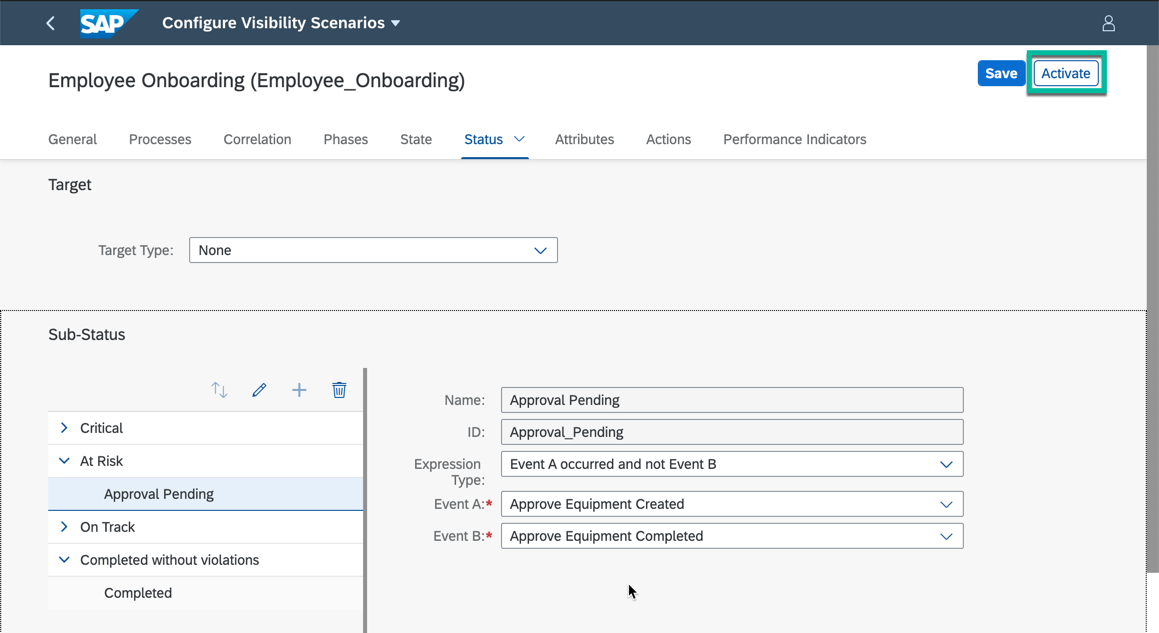 SAP Configure Visibility Scenarios
Employee Onboarding (Employee_Onboarding)
Save Activate
General Processes Correlation Phases State Status Attributes Actions Performance Indicators
Target
Target Type: None
Sub-Status
Critical
At Risk
Approval Pending
On Track
Completed without violations
Completed
Name: Approval Pending
ID: Approval_Pending
Expression
Type: Event A occurred and not Event B
Event A:* Approve Equipment Created
Event B:* Approve Equipment Completed